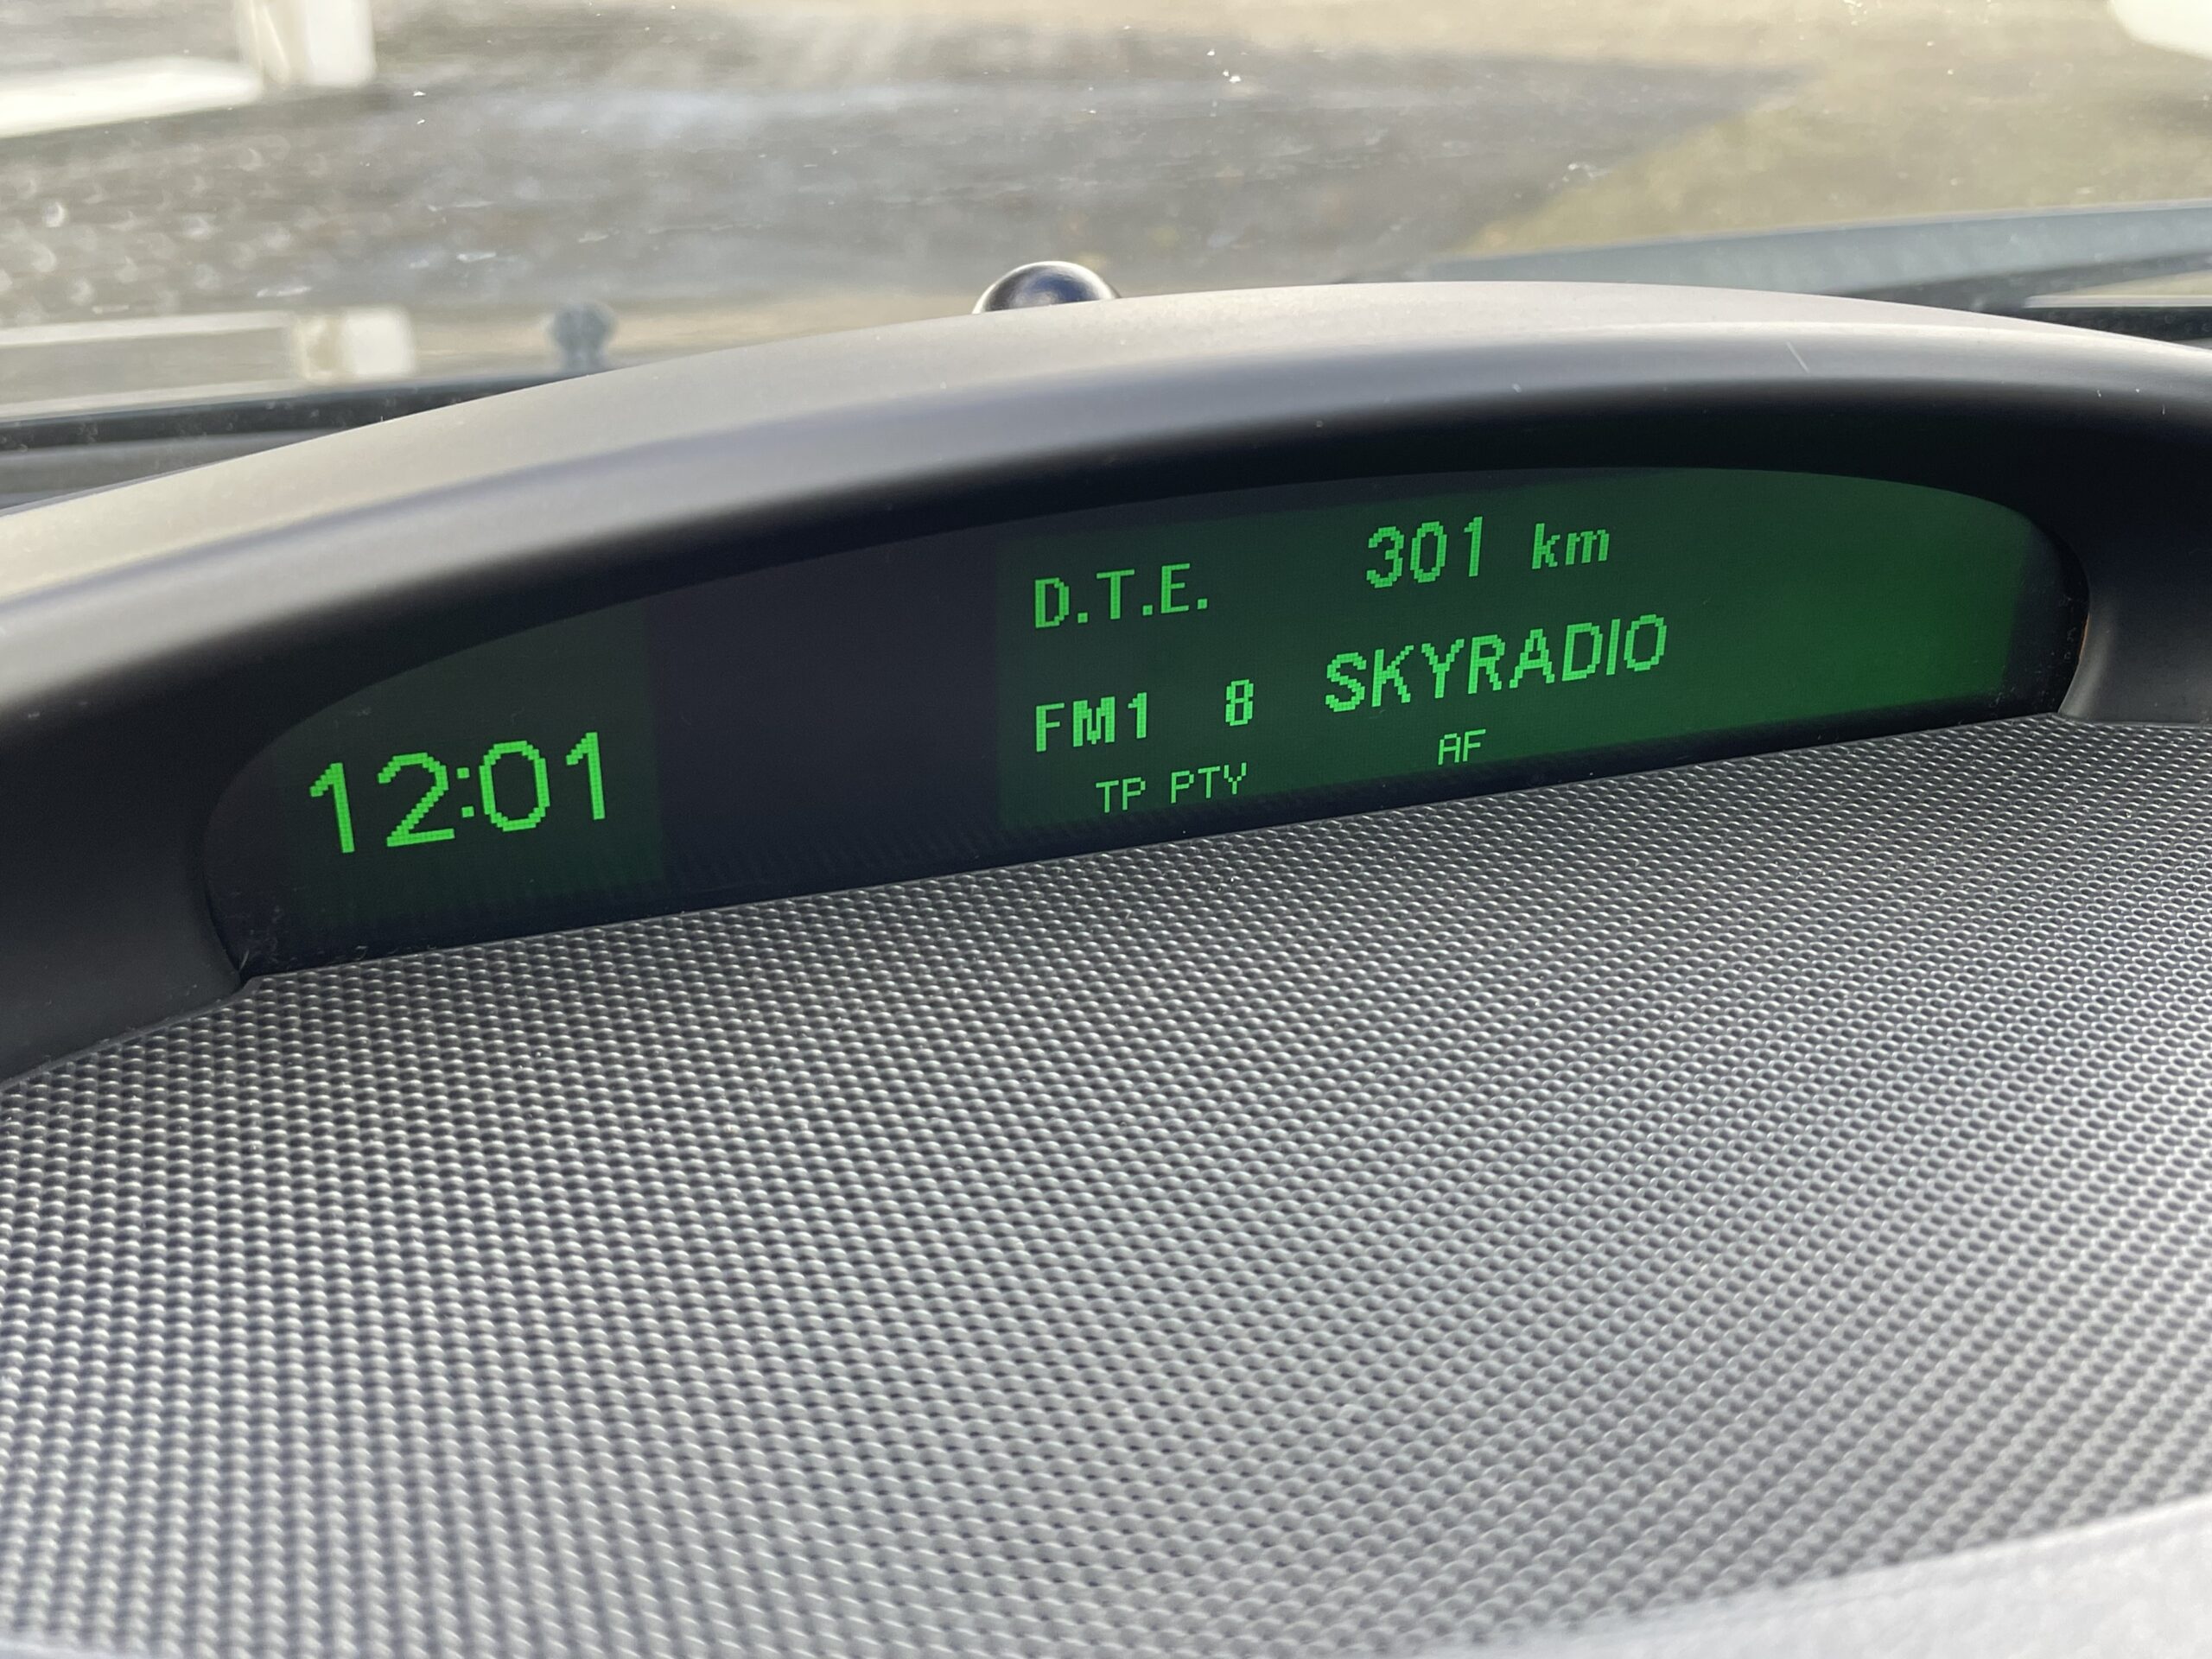 12:01
D.T.E. 301 km
FM1 8 SKYRADIO
TP PTY AF